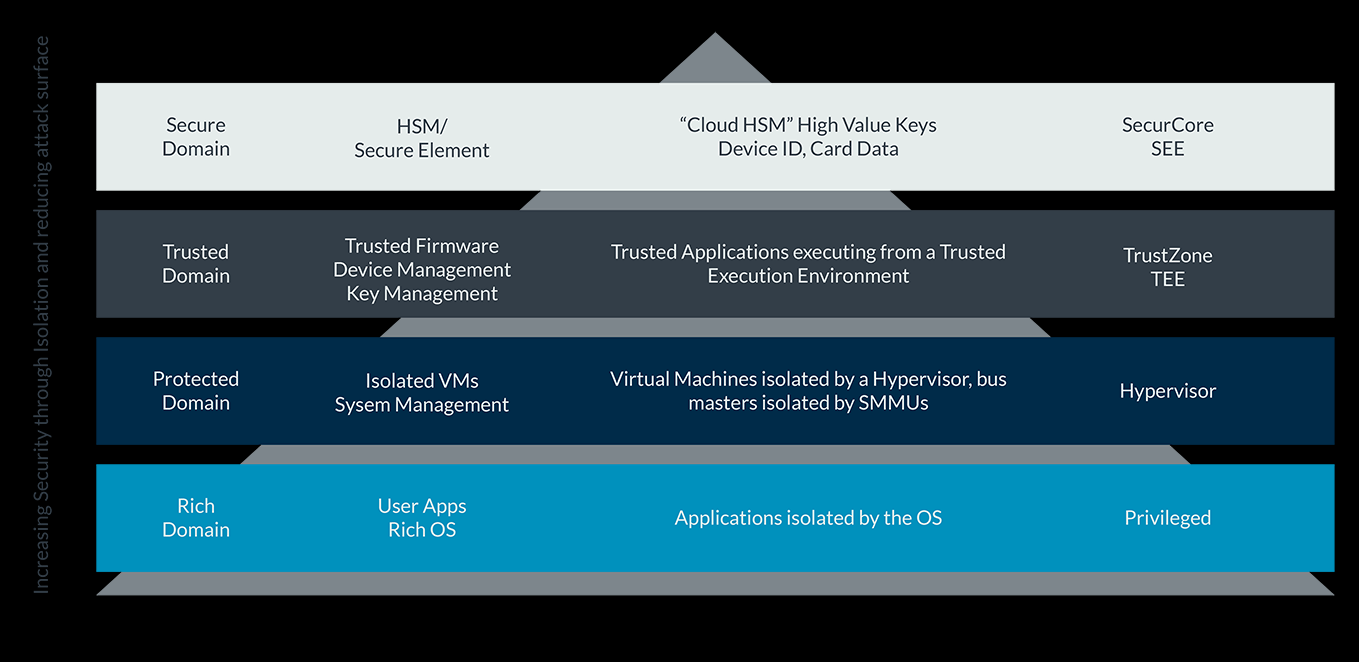 Increasing Security through Isolation and reducing attack surface
Secure
Domain
HSM/
Secure Element
“Cloud HSM” High Value Keys
Device ID, Card Data
SecurCore
SEE
Trusted
Domain
Trusted Firmware
Device Management
Key Management
Trusted Applications executing from a Trusted
Execution Environment
TrustZone
TEE
Protected
Domain
Isolated VMs
Sysem Management
Virtual Machines isolated by a Hypervisor, bus
masters isolated by SMMUs
Hypervisor
Rich
Domain
User Apps
Rich OS
Applications isolated by the OS
Privileged